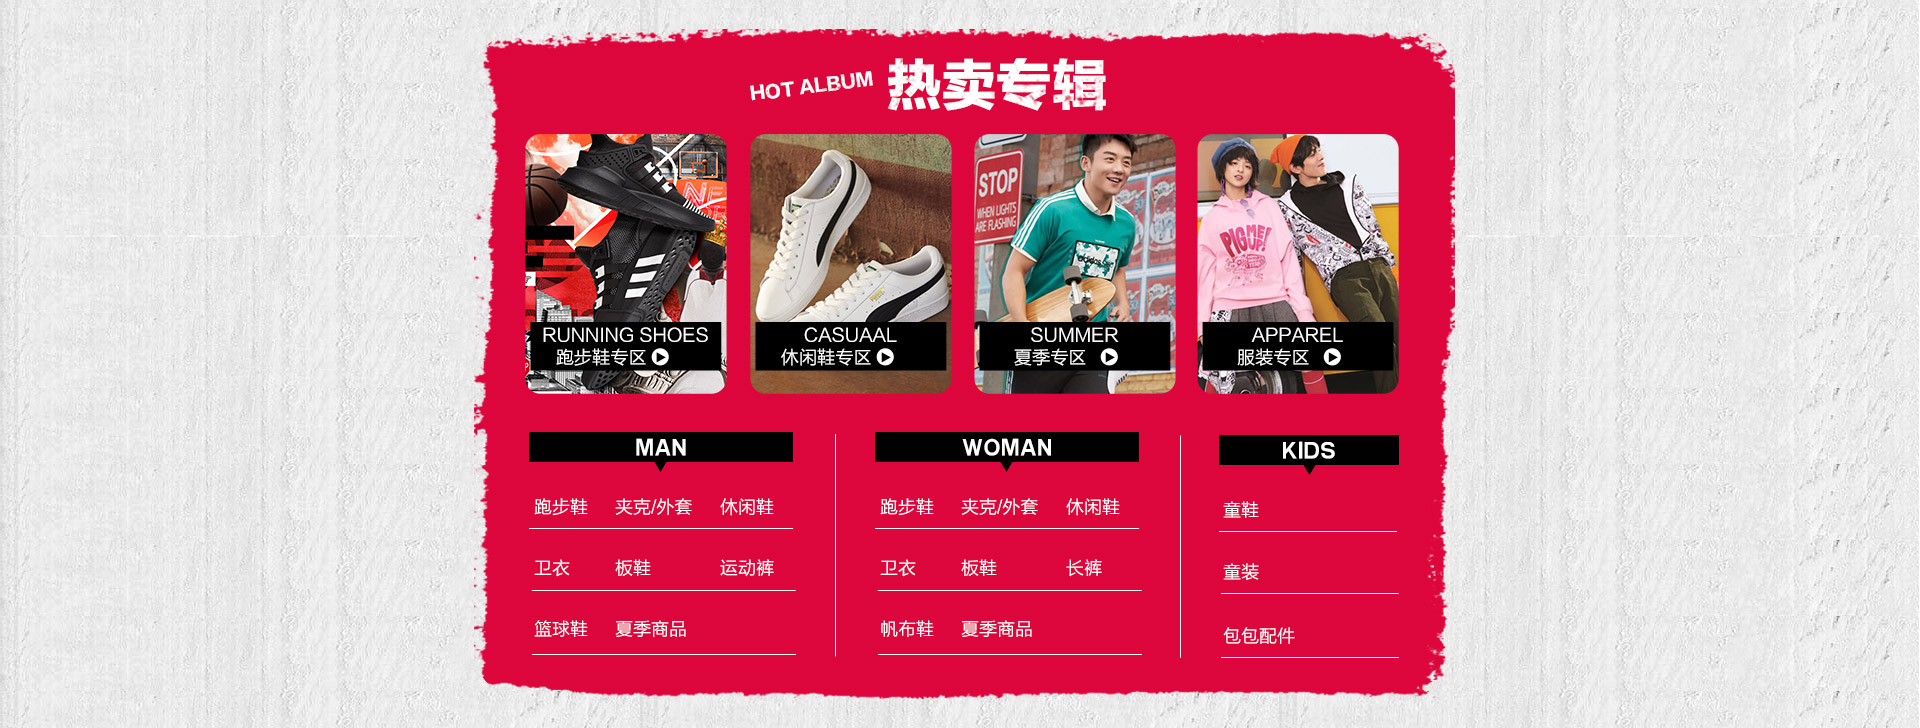 HOT ALBUM 热卖专辑
STOP
WHEN LIGHTS
ARE FLASHING
adidas
PIG ME
UP!
RUNNING SHOES
跑步鞋专区
CASUAAL
休闲鞋专区
SUMMER
夏季专区
APPAREL
服装专区
MAN
跑步鞋 夹克/外套 休闲鞋
卫衣 板鞋 运动裤
篮球鞋 夏季商品
WOMAN
跑步鞋 夹克/外套 休闲鞋
卫衣 板鞋 长裤
帆布鞋 夏季商品
KIDS
童鞋
童装
包包配件